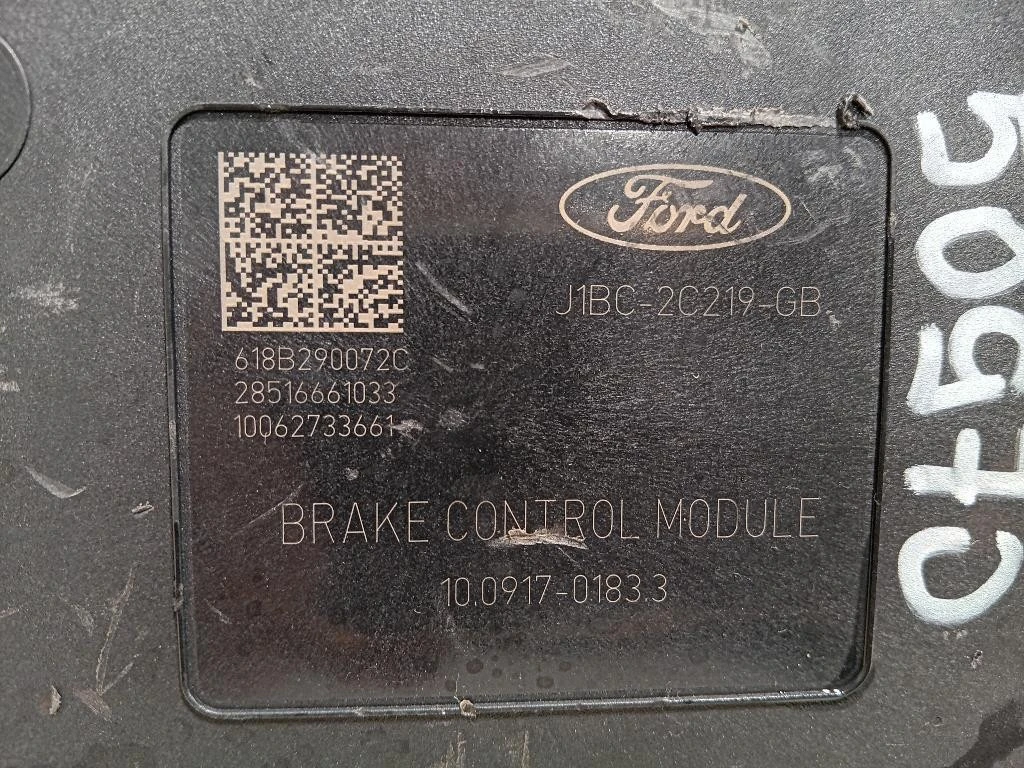 Ford
J1BC-2C219-GB
618B290072C
28516661033
10062733661
BRAKE CONTROL MODULE
10.0917-0183.3